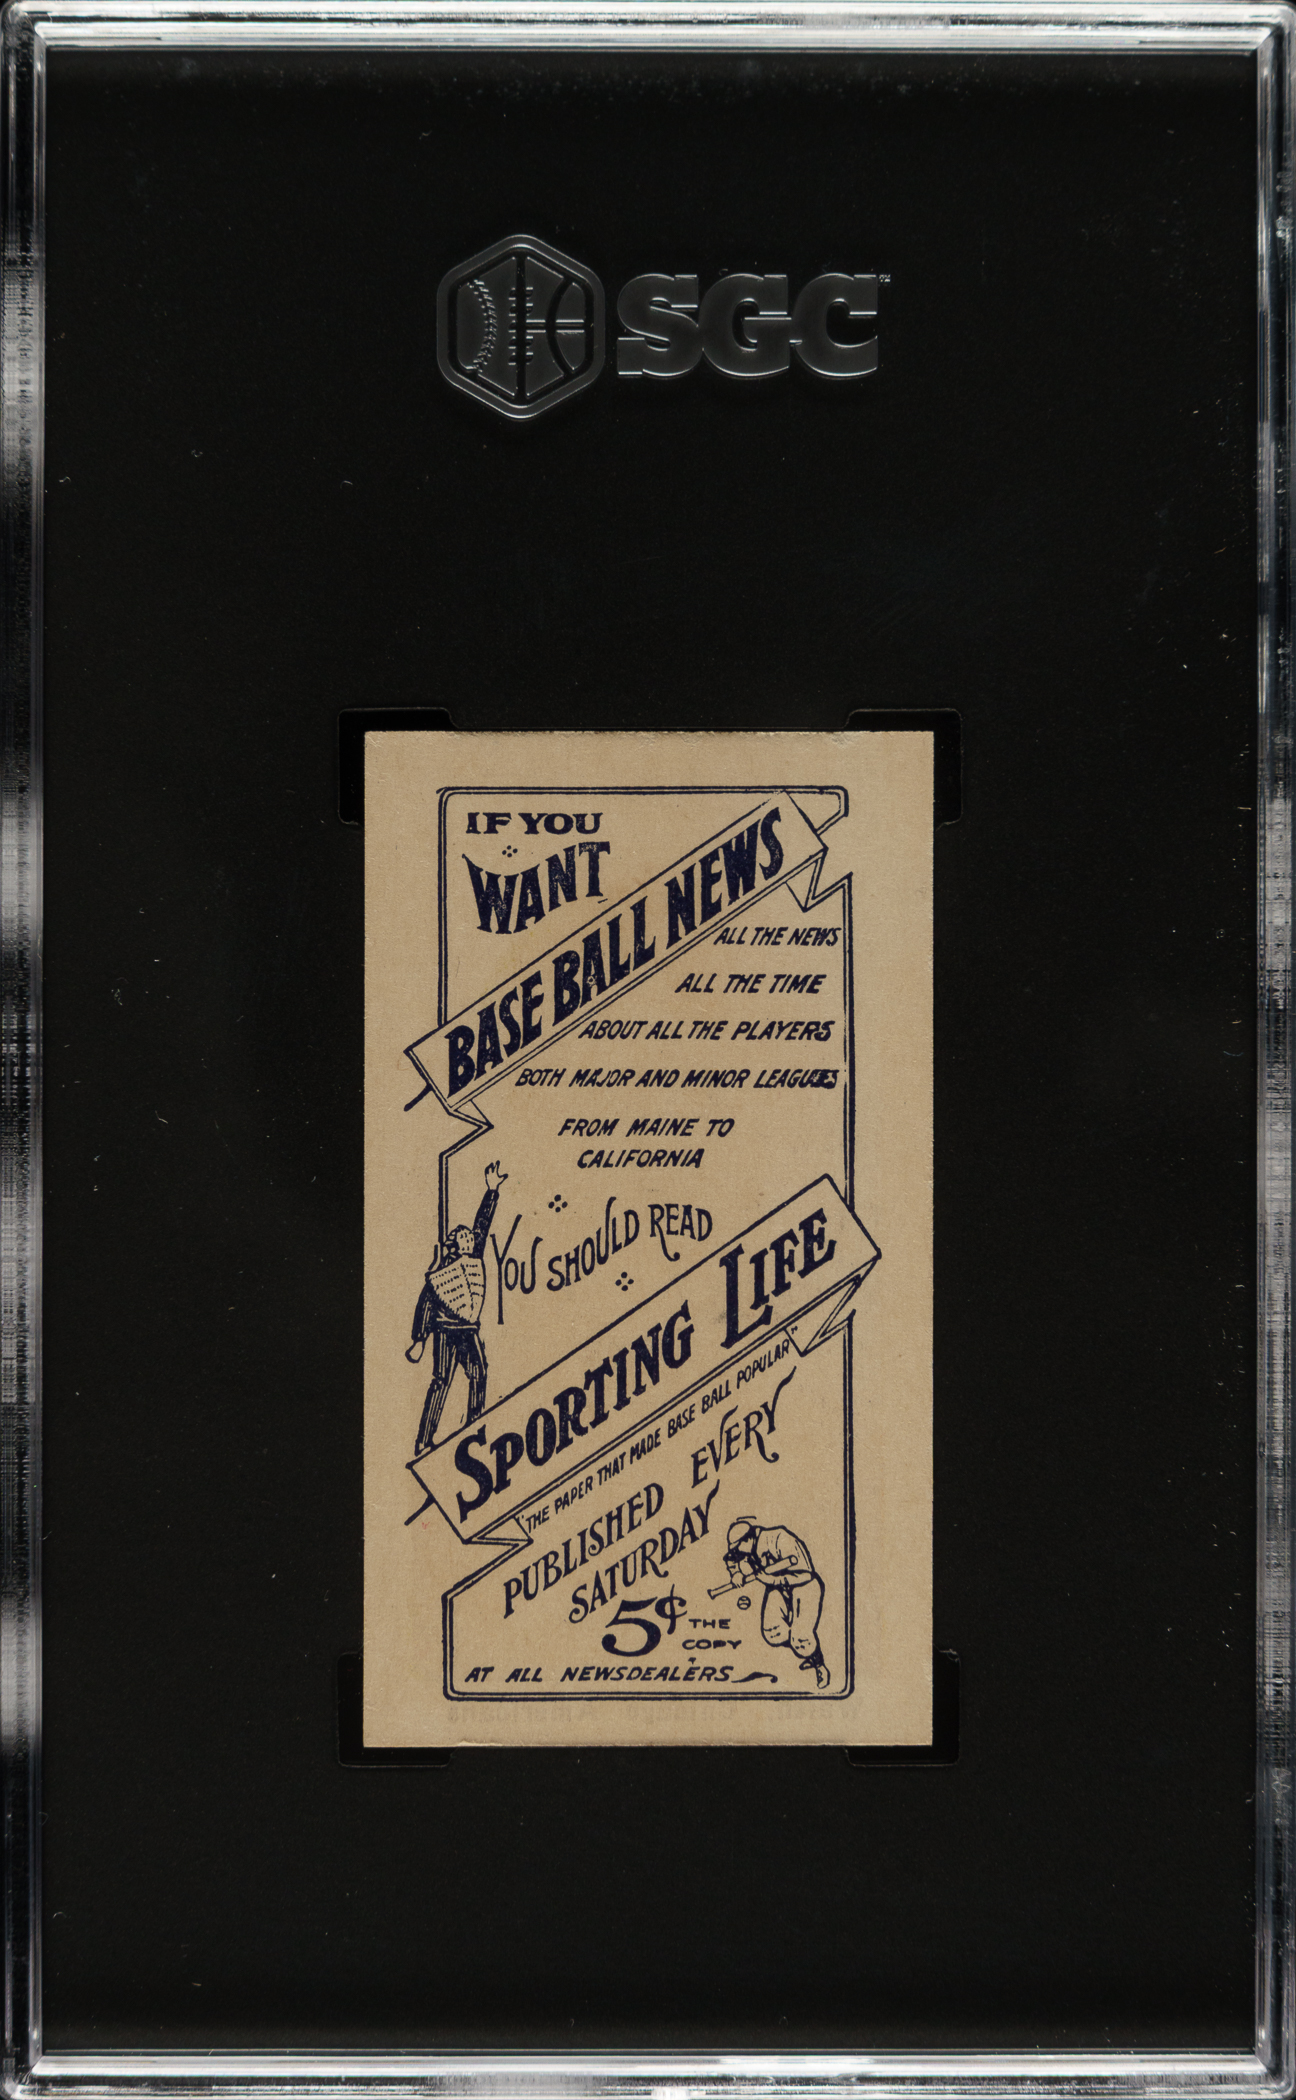 SGC
IF YOU
WANT
BASE BALL NEWS
ALL THE NEWS
ALL THE TIME
ABOUT ALL THE PLAYERS
BOTH MAJOR AND MINOR LEAGUES
FROM MAINE TO
CALIFORNIA
YOU SHOULD READ
SPORTING LIFE
"THE PAPER THAT MADE BASE BALL POPULAR"
PUBLISHED EVERY
SATURDAY
5¢ THE
COPY
AT ALL NEWSDEALERS